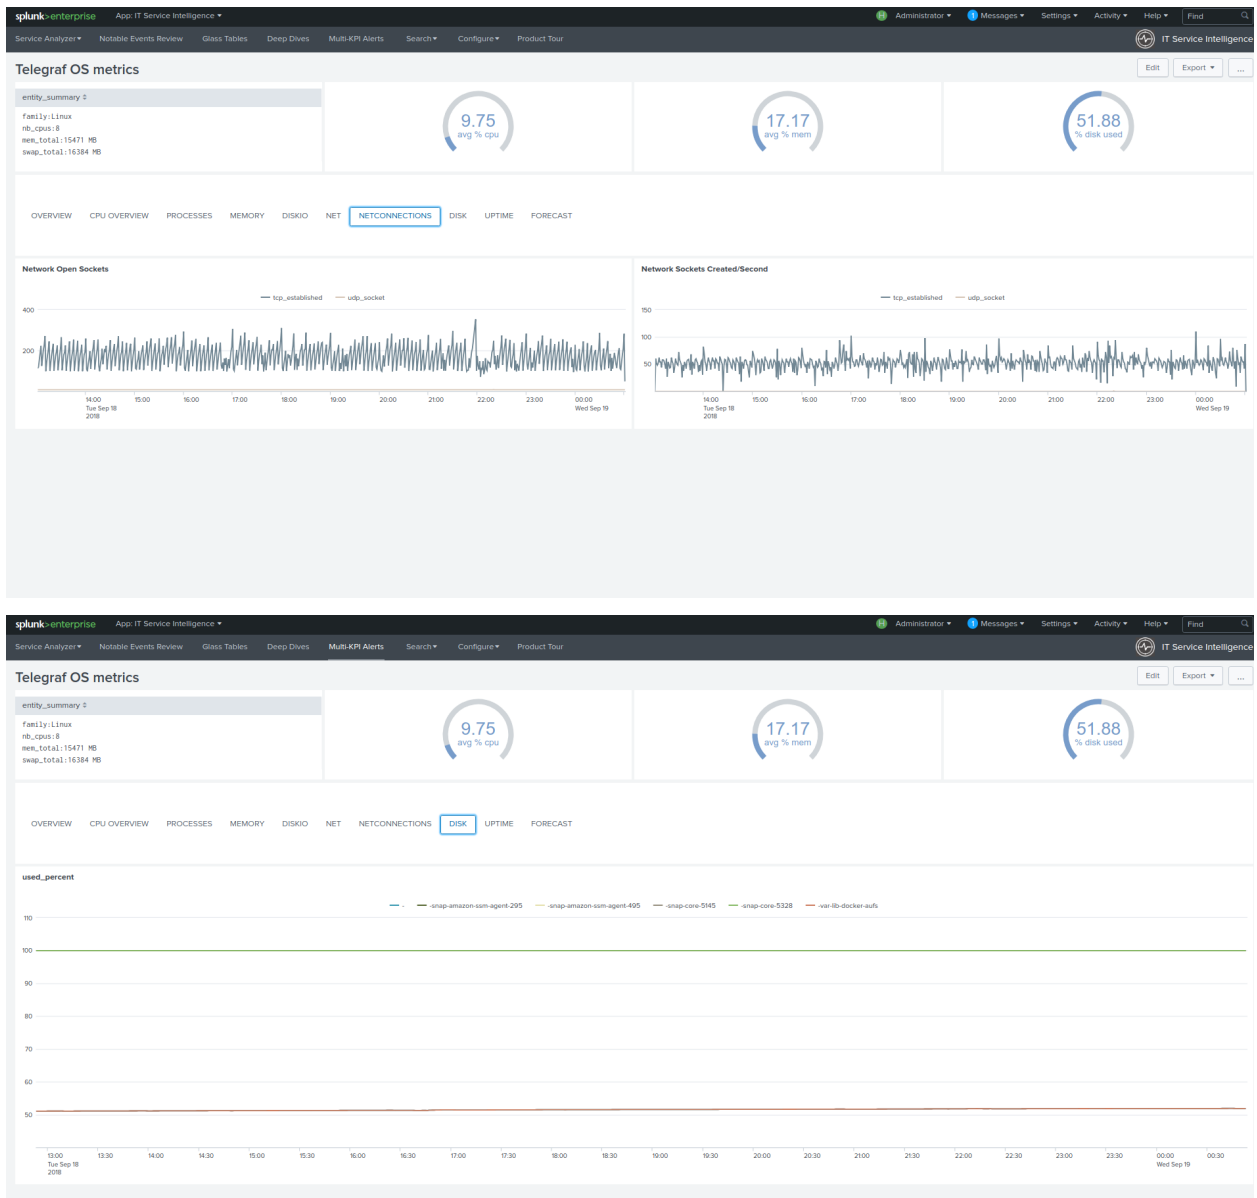 splunk>enterprise App: IT Service Intelligence ▾ H Administrator ▾ 1 Messages ▾ Settings ▾ Activity ▾ Help ▾ Find
Service Analyzer ▾ Notable Events Review Glass Tables Deep Dives Multi-KPI Alerts Search ▾ Configure ▾ Product Tour IT Service Intelligence
Telegraf OS metrics Edit Export ▾ ...
entity_summary
family:Linux
nb_cpus:8
mem_total:15471 MB
swap_total:16384 MB
9.75
avg % cpu
17.17
avg % mem
51.88
% disk used
OVERVIEW CPU OVERVIEW PROCESSES MEMORY DISKIO NET NETCONNECTIONS DISK UPTIME FORECAST
Network Open Sockets
tcp_established udp_socket
400
200
14:00 15:00 16:00 17:00 18:00 19:00 20:00 21:00 22:00 23:00 00:00
Tue Sep 18 Wed Sep 19
2018
Network Sockets Created/Second
tcp_established udp_socket
150
100
50
14:00 15:00 16:00 17:00 18:00 19:00 20:00 21:00 22:00 23:00 00:00
Tue Sep 18 Wed Sep 19
2018
splunk>enterprise App: IT Service Intelligence ▾ H Administrator ▾ 1 Messages ▾ Settings ▾ Activity ▾ Help ▾ Find
Service Analyzer ▾ Notable Events Review Glass Tables Deep Dives Multi-KPI Alerts Search ▾ Configure ▾ Product Tour IT Service Intelligence
Telegraf OS metrics Edit Export ▾ ...
entity_summary
family:Linux
nb_cpus:8
mem_total:15471 MB
swap_total:16384 MB
9.75
avg % cpu
17.17
avg % mem
51.88
% disk used
OVERVIEW CPU OVERVIEW PROCESSES MEMORY DISKIO NET NETCONNECTIONS DISK UPTIME FORECAST
used_percent
- -snap-amazon-ssm-agent-295 -snap-amazon-ssm-agent-495 -snap-core-5145 -snap-core-5328 -var-lib-docker-aufs
110
100
90
80
70
60
50
13:00 13:30 14:00 14:30 15:00 15:30 16:00 16:30 17:00 17:30 18:00 18:30 19:00 19:30 20:00 20:30 21:00 21:30 22:00 22:30 23:00 23:30 00:00 00:30
Tue Sep 18 Wed Sep 19
2018